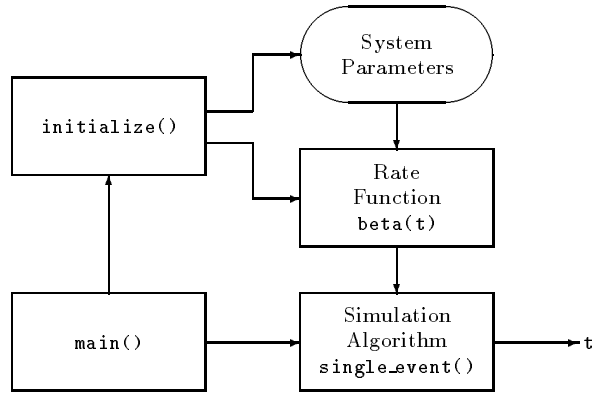 System
Parameters
initialize()
Rate
Function
beta(t)
main()
Simulation
Algorithm
single_event()
t